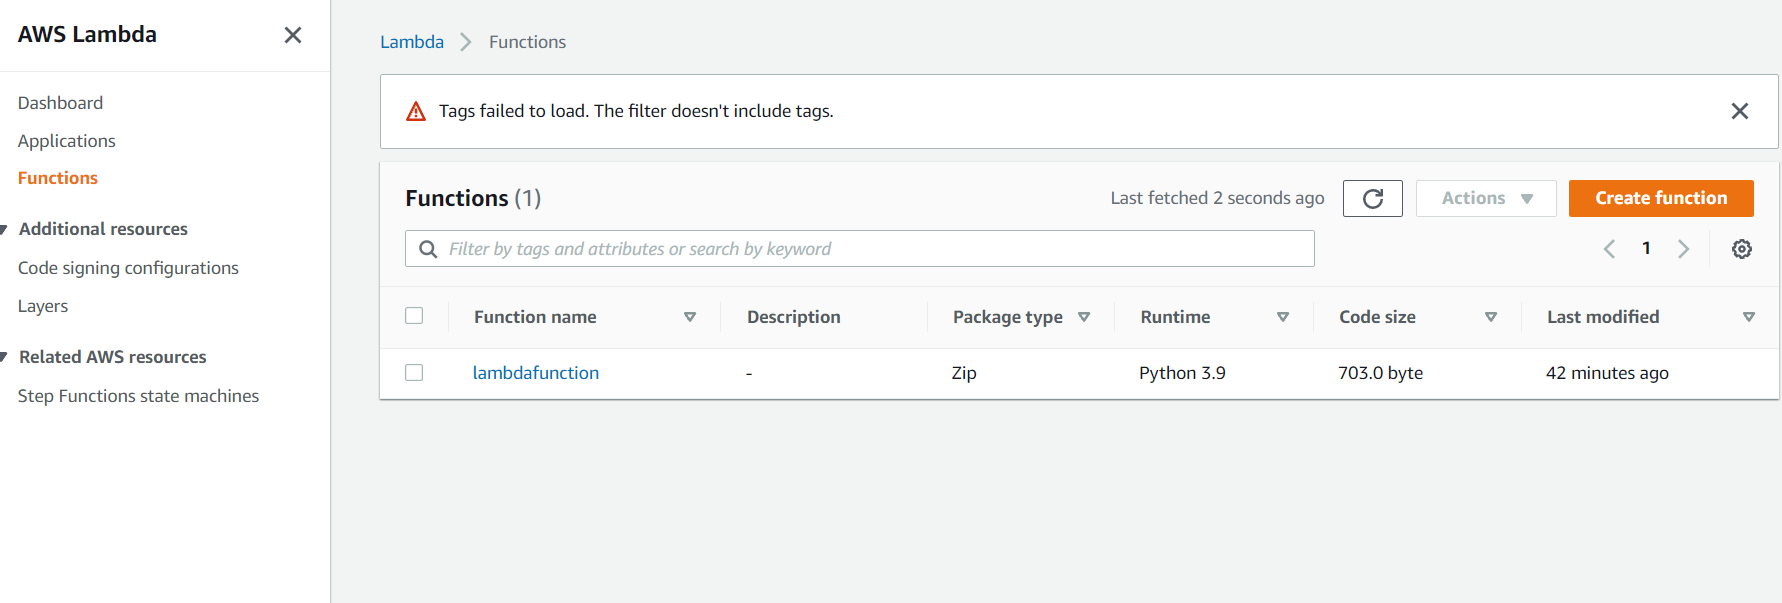 AWS Lambda
Dashboard
Applications
Functions
Additional resources
Code signing configurations
Layers
Related AWS resources
Step Functions state machines
Lambda Functions
Tags failed to load. The filter doesn't include tags.
Functions (1) Last fetched 2 seconds ago Actions Create function
Filter by tags and attributes or search by keyword 1
Function name Description Package type Runtime Code size Last modified
lambdafunction - Zip Python 3.9 703.0 byte 42 minutes ago